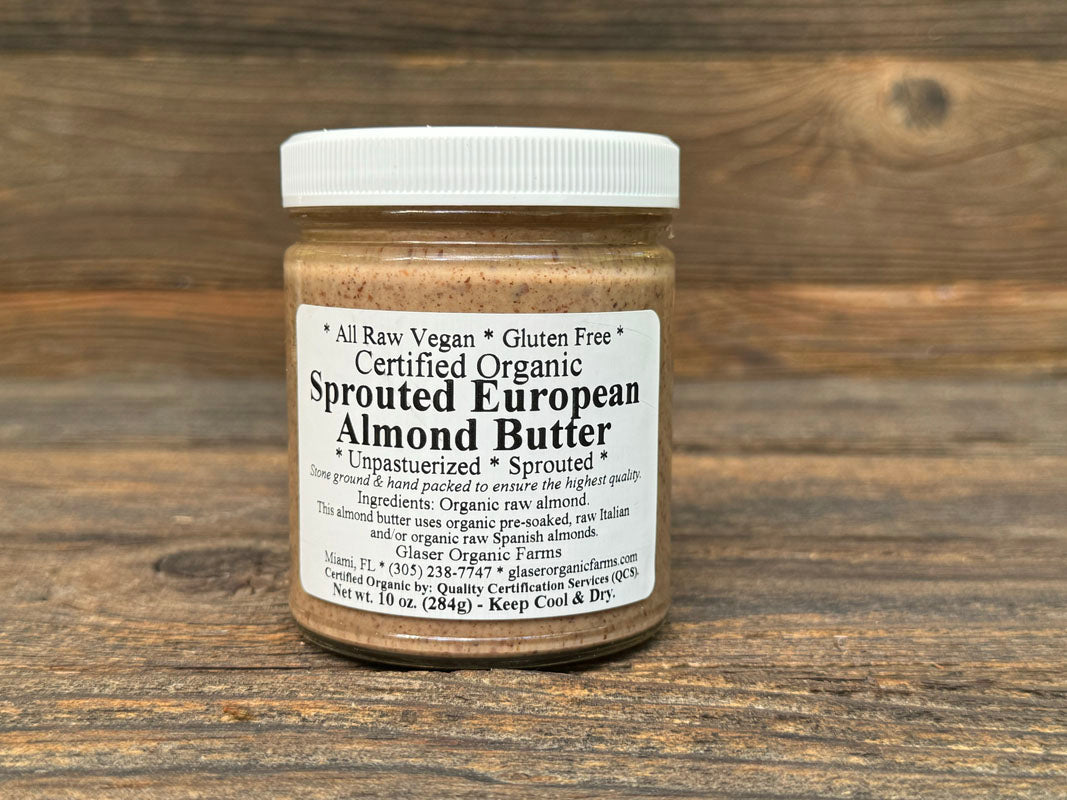 * All Raw Vegan * Gluten Free *
Certified Organic
Sprouted European
Almond Butter
* Unpastuerized * Sprouted *
Stone ground & hand packed to ensure the highest quality.
Ingredients: Organic raw almond.
This almond butter uses organic pre-soaked, raw Italian
and/or organic raw Spanish almonds.
Glaser Organic Farms
Miami, FL * (305) 238-7747 * glaserorganicfarms.com
Certified Organic by: Quality Certification Services (QCS).
Net wt. 10 oz. (284g) - Keep Cool & Dry.